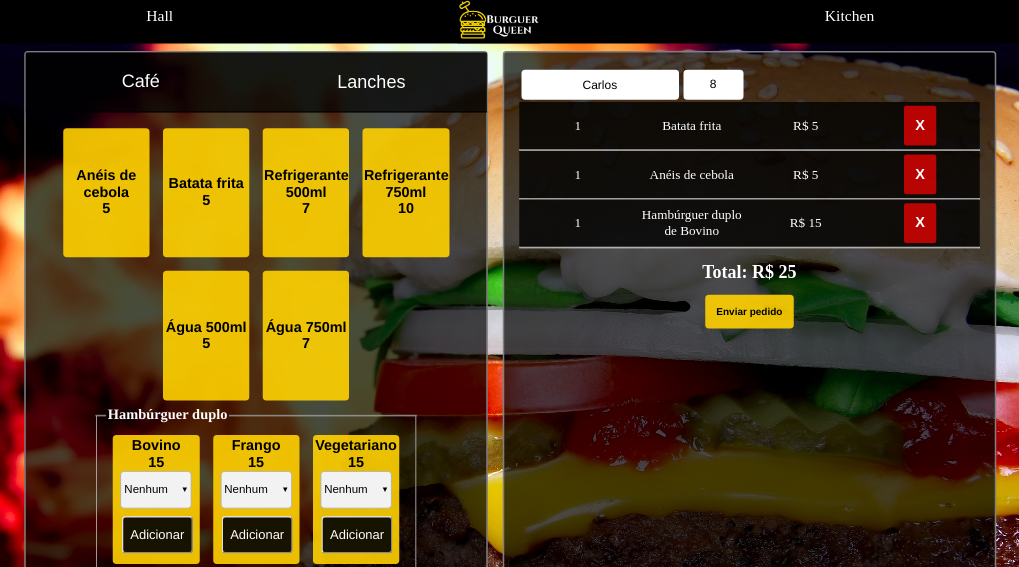 Hall
BURGUER
QUEEN
Kitchen
Café
Lanches
Anéis de
cebola
5
Batata frita
5
Refrigerante
500ml
7
Refrigerante
750ml
10
Água 500ml
5
Água 750ml
7
Hambúrguer duplo
Bovino
15
Nenhum
Adicionar
Frango
15
Nenhum
Adicionar
Vegetariano
15
Nenhum
Adicionar
Carlos
8
1 Batata frita R$ 5 X
1 Anéis de cebola R$ 5 X
1 Hambúrguer duplo
de Bovino R$ 15 X
Total: R$ 25
Enviar pedido